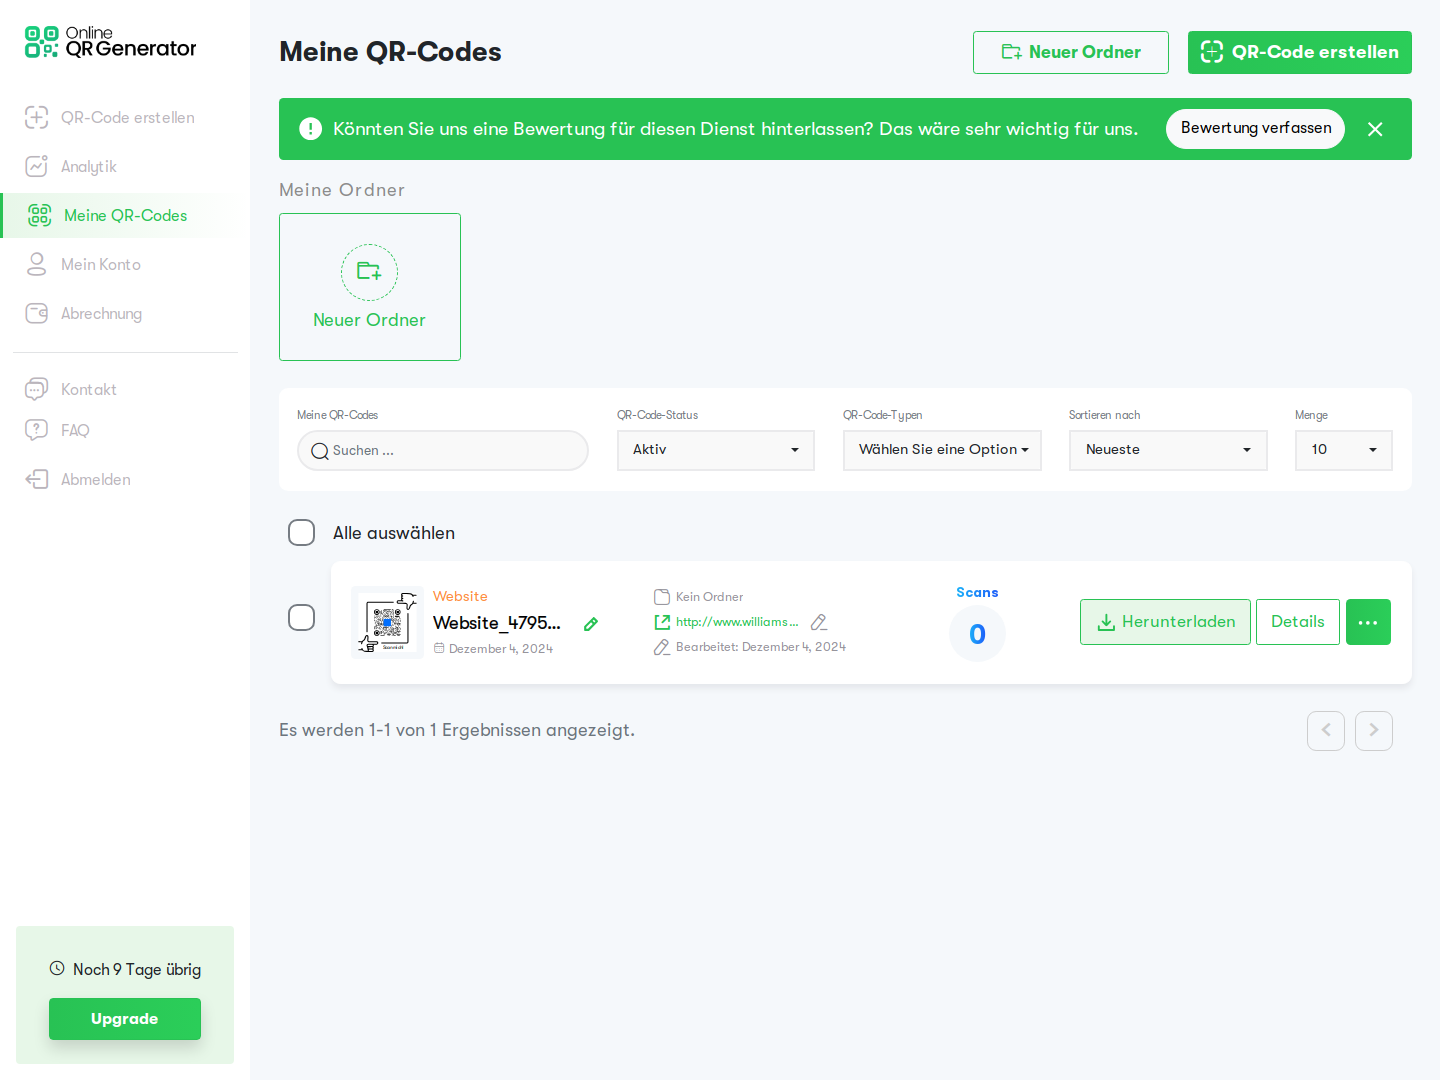 Online
QR Generator
QR-Code erstellen
Analytik
Meine QR-Codes
Mein Konto
Abrechnung
Kontakt
FAQ
Abmelden
Noch 9 Tage übrig
Upgrade
Meine QR-Codes
Neuer Ordner
QR-Code erstellen
Könnten Sie uns eine Bewertung für diesen Dienst hinterlassen? Das wäre sehr wichtig für uns.
Bewertung verfassen
Meine Ordner
Neuer Ordner
Meine QR-Codes
Suchen ...
QR-Code-Status
Aktiv
QR-Code-Typen
Wählen Sie eine Option
Sortieren nach
Neueste
Menge
10
Alle auswählen
Website
Website_4795...
Dezember 4, 2024
Kein Ordner
http://www.williams...
Bearbeitet: Dezember 4, 2024
Scans
0
Herunterladen
Details
Es werden 1-1 von 1 Ergebnissen angezeigt.